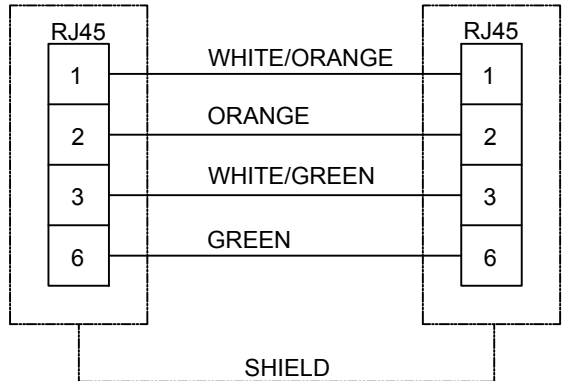 RJ45 RJ45
1 WHITE/ORANGE 1
2 ORANGE 2
3 WHITE/GREEN 3
6 GREEN 6
SHIELD